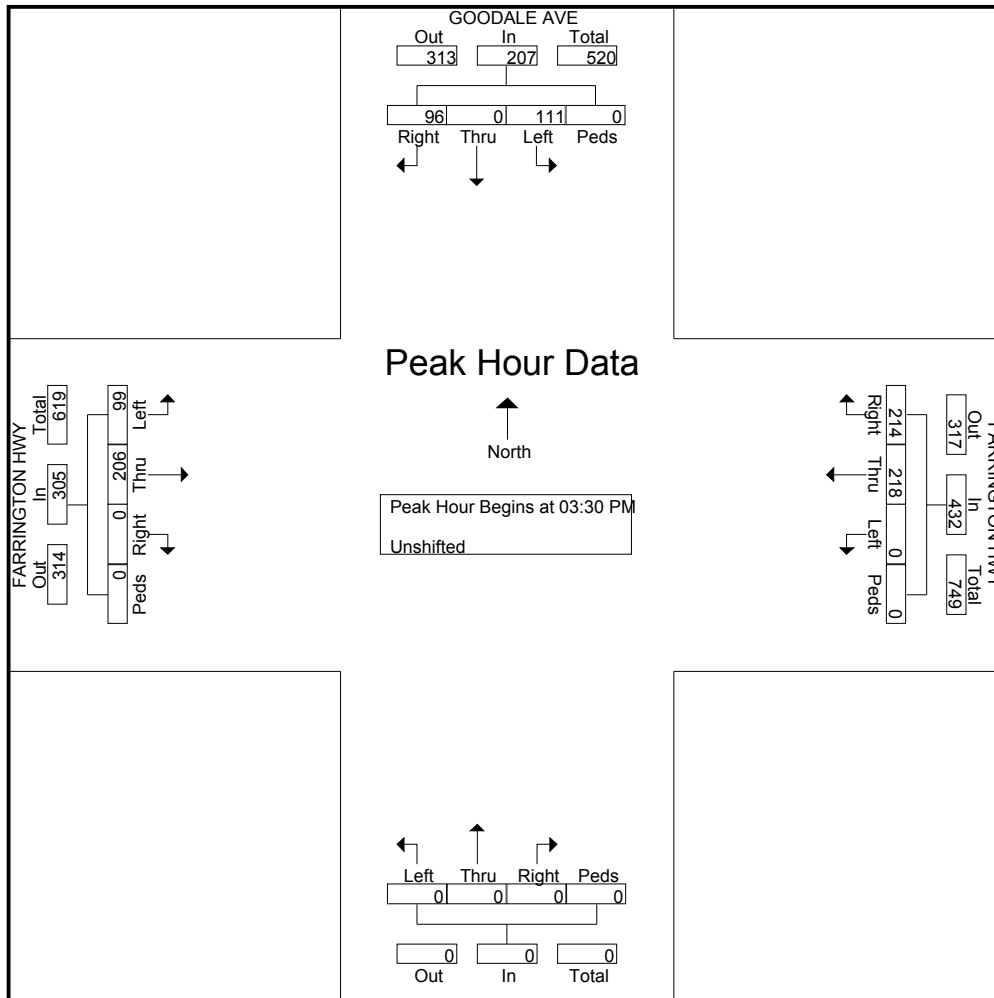 GOODALE AVE
Out In Total
313 207 520
96 0 111 0
Right Thru Left Peds
Peak Hour Data
North
Peak Hour Begins at 03:30 PM
Unshifted
FARRINGTON HWY
Total In Out
619 305 314
99 206 0 0
Left Thru Right Peds
Right Thru Left Peds
214 218 0 0
317 432 749
Out In Total
FARRINGTON HWY
Left Thru Right Peds
0 0 0 0
0 0 0
Out In Total